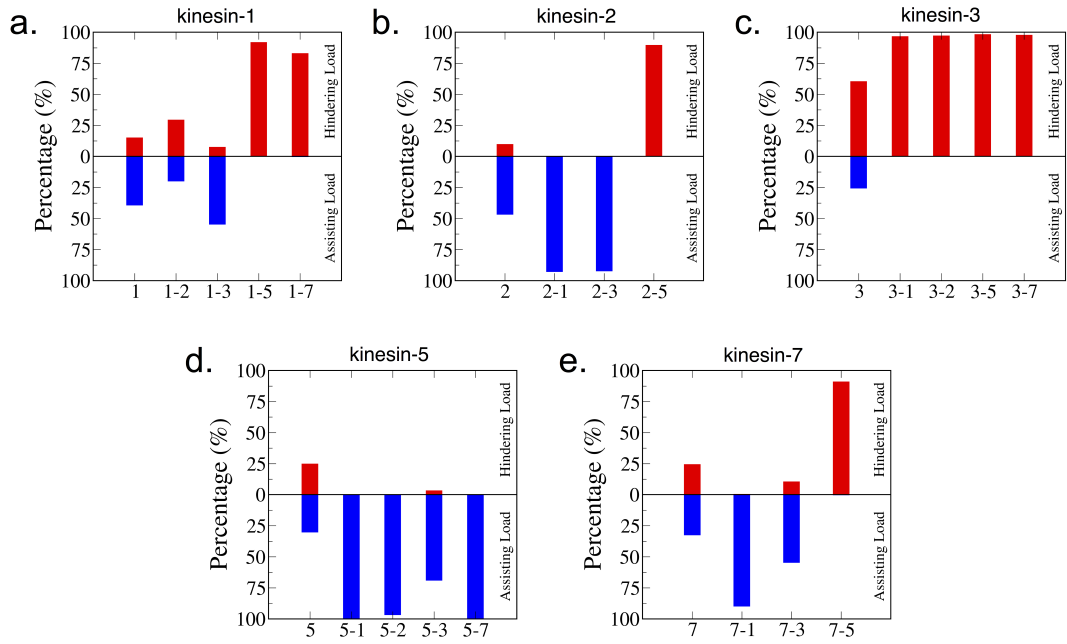 a.
kinesin-1
Percentage (%)
100
75
50
25
0
25
50
75
100
Hindering Load
Assisting Load
1 1-2 1-3 1-5 1-7
b.
kinesin-2
Percentage (%)
100
75
50
25
0
25
50
75
100
Hindering Load
Assisting Load
2 2-1 2-3 2-5
c.
kinesin-3
Percentage (%)
100
75
50
25
0
25
50
75
100
Hindering Load
Assisting Load
3 3-1 3-2 3-5 3-7
d.
kinesin-5
Percentage (%)
100
75
50
25
0
25
50
75
100
Hindering Load
Assisting Load
5 5-1 5-2 5-3 5-7
e.
kinesin-7
Percentage (%)
100
75
50
25
0
25
50
75
100
Hindering Load
Assisting Load
7 7-1 7-3 7-5